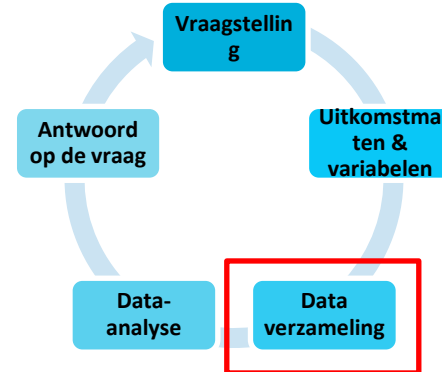 Vraagstellin
g
Uitkomstma
ten &
variabelen
Data
verzameling
Data-
analyse
Antwoord
op de vraag